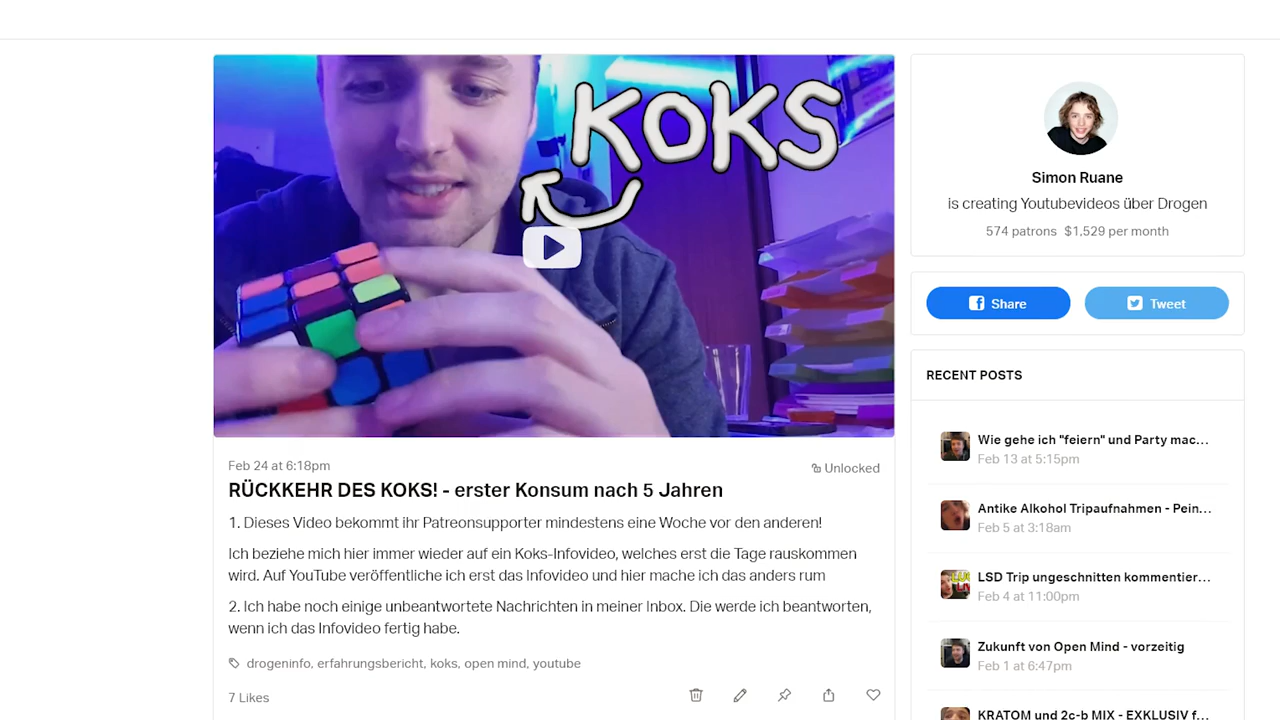 KOKS
Feb 24 at 6:18pm
Unlocked
RÜCKKEHR DES KOKS! - erster Konsum nach 5 Jahren
1. Dieses Video bekommt ihr Patreonsupporter mindestens eine Woche vor den anderen!
Ich beziehe mich hier immer wieder auf ein Koks-Infovideo, welches erst die Tage rauskommen
wird. Auf YouTube veröffentliche ich erst das Infovideo und hier mache ich das anders rum
2. Ich habe noch einige unbeantwortete Nachrichten in meiner Inbox. Die werde ich beantworten,
wenn ich das Infovideo fertig habe.
drogeninfo, erfahrungsbericht, koks, open mind, youtube
7 Likes
Simon Ruane
is creating Youtubevideos über Drogen
574 patrons $1,529 per month
Share
Tweet
RECENT POSTS
Wie gehe ich "feiern" und Party mac...
Feb 13 at 5:15pm
Antike Alkohol Tripaufnahmen - Pein...
Feb 5 at 3:18am
LSD Trip ungeschnitten kommentier...
Feb 4 at 11:00pm
Zukunft von Open Mind - vorzeitig
Feb 1 at 6:47pm
KRATOM und 2c-b MIX - EXKLUSIV f...